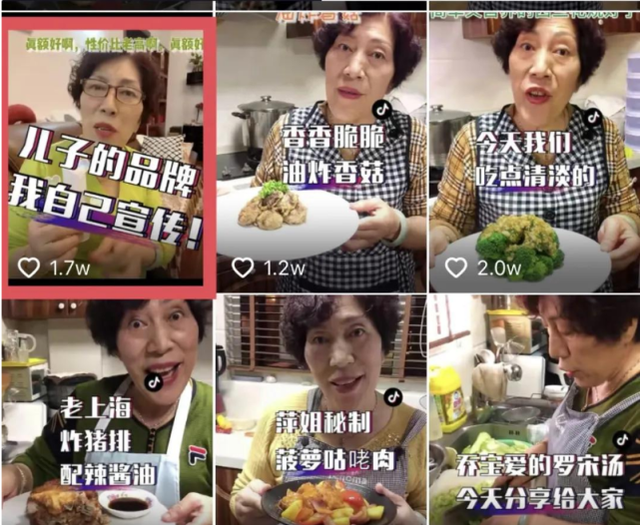 眞额好啊，性价比老高啊。眞额好
儿子的品牌
我自己宣传!
1.7w
香香脆脆
油炸香菇
1.2w
今天我们
吃点清淡的
2.0w
老上海
炸猪排
配辣酱油
萍姐秘制
菠萝咕咾肉
乔宝爱的罗宋汤
今天分享给大家